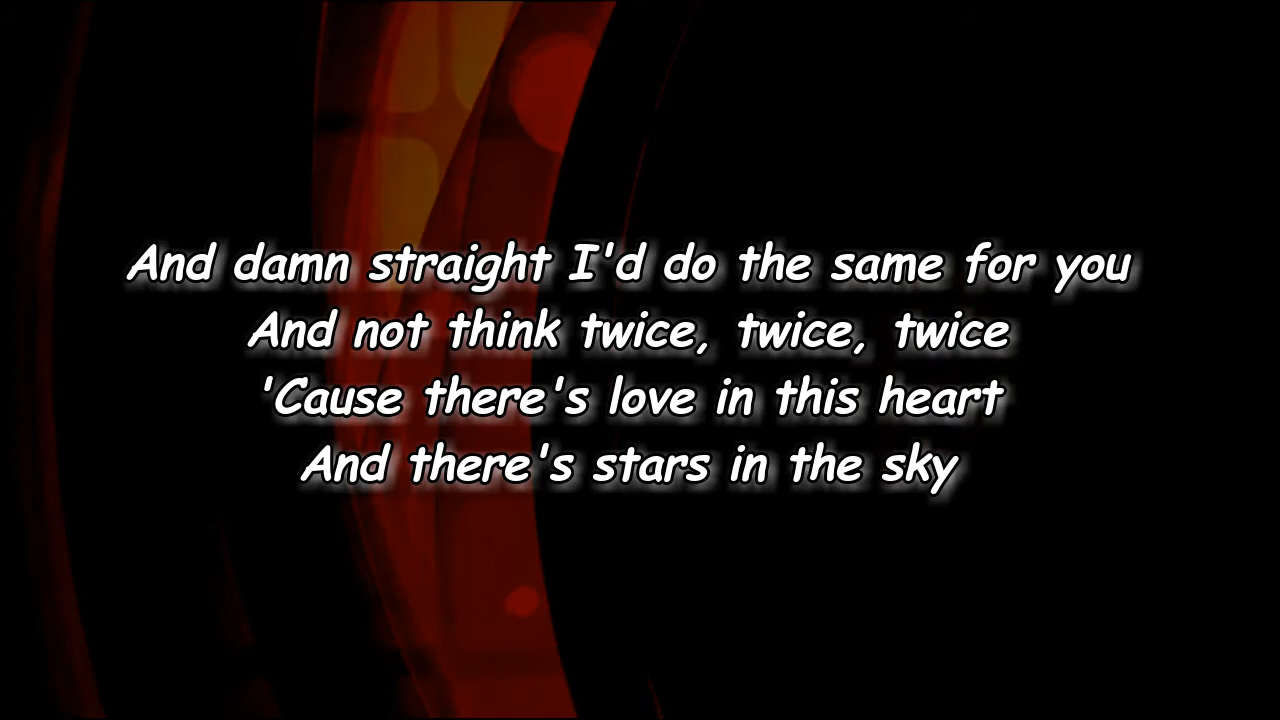 And damn straight I'd do the same for you
And not think twice, twice, twice
'Cause there's love in this heart
And there's stars in the sky